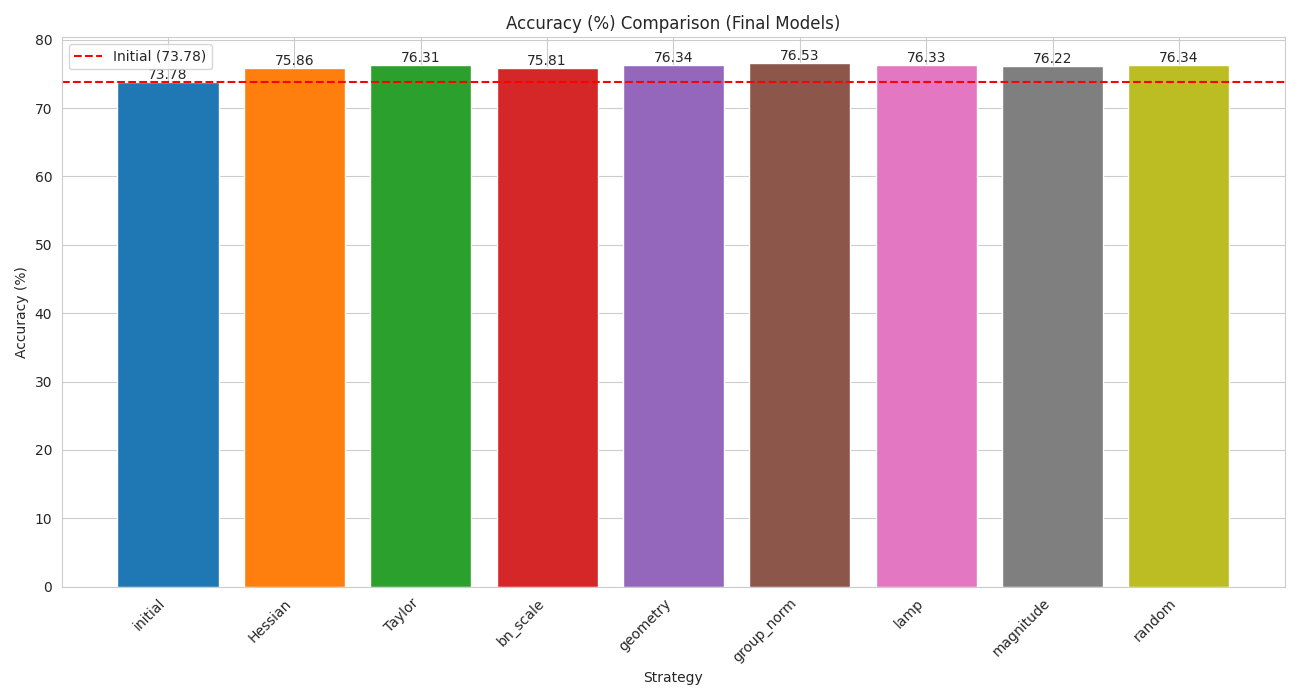 Accuracy (%) Comparison (Final Models)
Initial (73.78)
73.78
75.86
76.31
75.81
76.34
76.53
76.33
76.22
76.34
80
70
60
50
40
30
20
10
0
Accuracy (%)
initial
Hessian
Taylor
bn_scale
geometry
group_norm
lamp
magnitude
random
Strategy